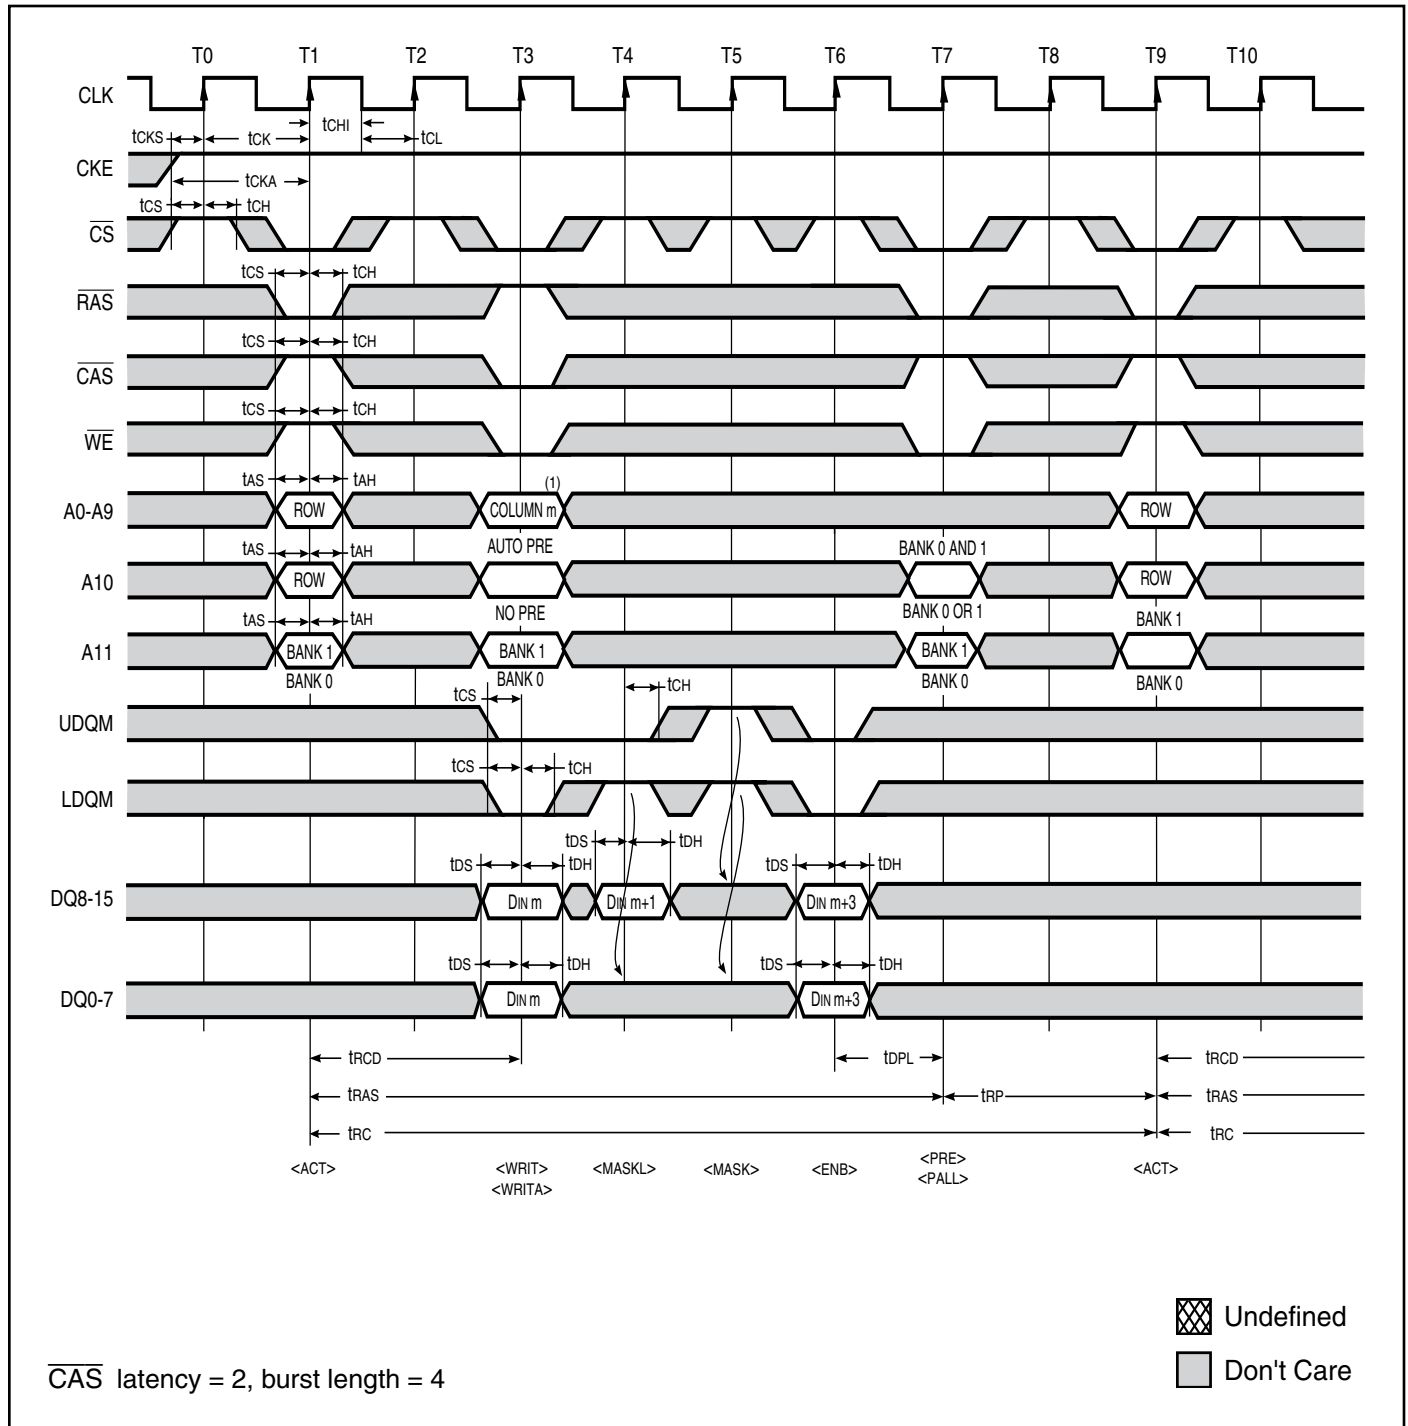 T0 T1 T2 T3 T4 T5 T6 T7 T8 T9 T10
CLK
tCKS tCK tCHI tCL
CKE
tCKA
tCS tCH
CS
tCS tCH
RAS
tCS tCH
CAS
tCS tCH
WE
tAS tAH (1)
A0-A9 ROW COLUMN m ROW
tAS tAH AUTO PRE BANK 0 AND 1
A10 ROW ROW
tAS tAH NO PRE BANK 0 OR 1 BANK 1
A11 BANK 1 BANK 1 BANK 1
BANK 0 BANK 0 BANK 0 BANK 0
tCS tCH
UDQM
tCS tCH
LDQM
tDS tDH
tDS tDH tDS tDH
DQ8-15 DIN m DIN m+1 DIN m+3
tDS tDH tDS tDH
DQ0-7 DIN m DIN m+3
tRCD tDPL tRCD
tRAS tRP tRAS
tRC tRC
<ACT> <WRIT> <MASKL> <MASK> <ENB> <PRE> <ACT>
<WRITA> <PALL>
Undefined
Don't Care
CAS latency = 2, burst length = 4